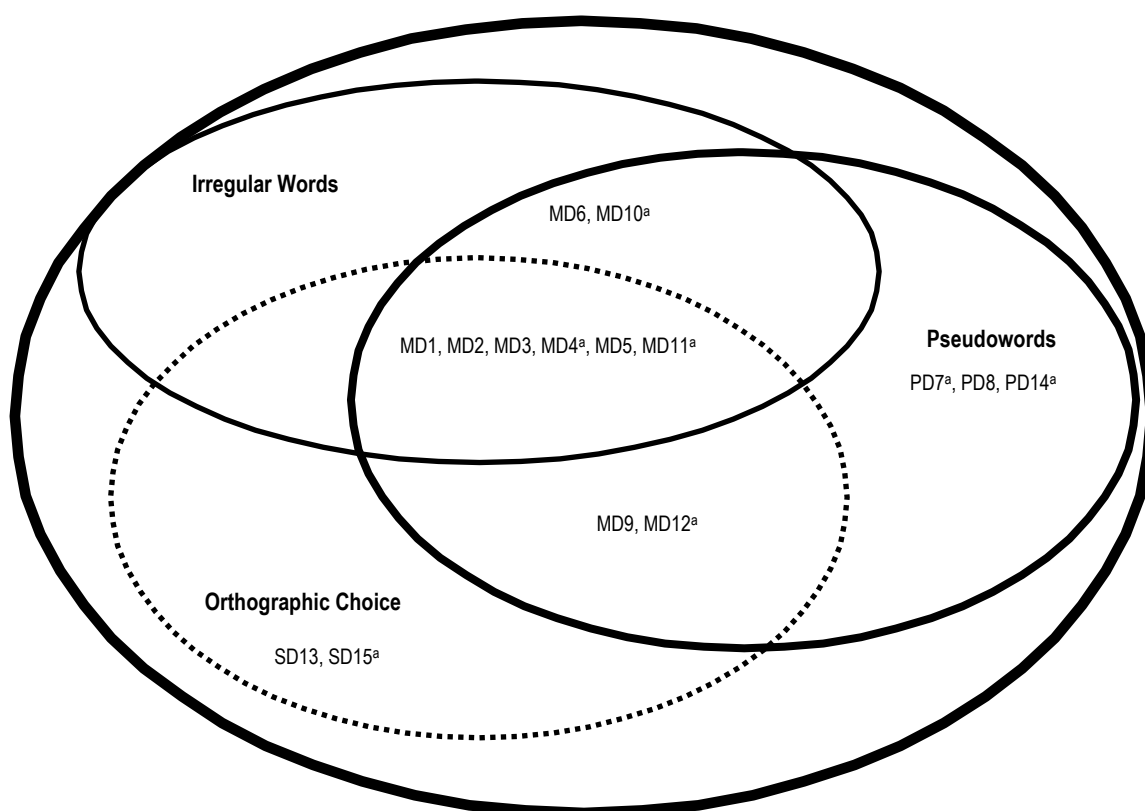 Irregular Words
MD6, MD10ᵃ
MD1, MD2, MD3, MD4ᵃ, MD5, MD11ᵃ
Pseudowords
PD7ᵃ, PD8, PD14ᵃ
MD9, MD12ᵃ
Orthographic Choice
SD13, SD15ᵃ